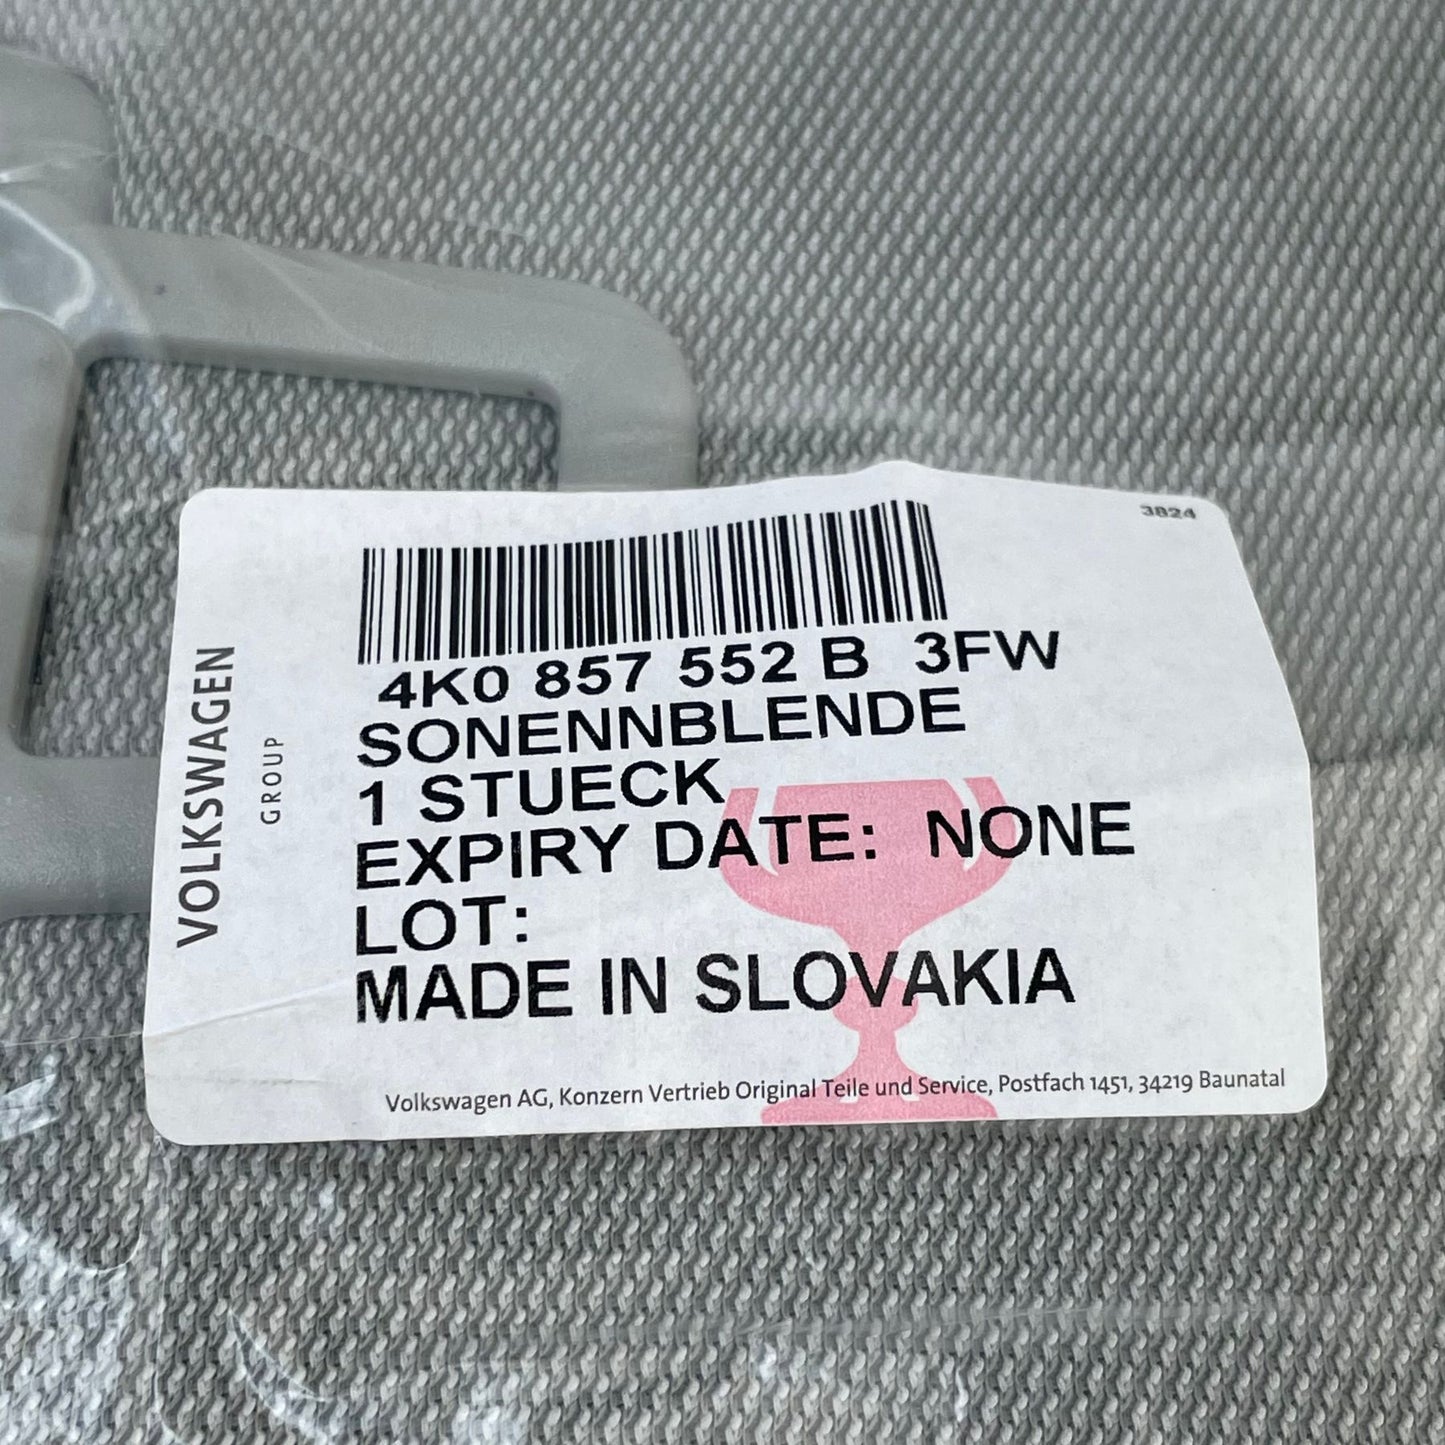 3824
4K0 857 552 B 3FW
SONENNBLENDE
1 STUECK
EXPIRY DATE: NONE
LOT:
MADE IN SLOVAKIA
VOLKSWAGEN
GROUP
Volkswagen AG, Konzern Vertrieb Original Teile und Service, Postfach 1451, 34219 Baunatal